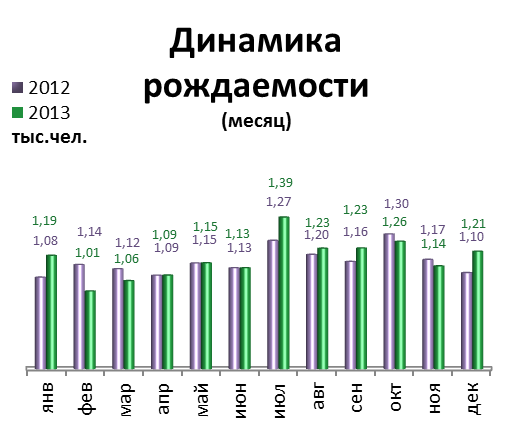 Динамика
рождаемости
(месяц)
2012
2013
тыс.чел.
1,08 1,14 1,12 1,09 1,15 1,13 1,27 1,20 1,16 1,30 1,17 1,10
1,19 1,01 1,06 1,09 1,15 1,13 1,39 1,23 1,23 1,26 1,14 1,21
янв фев мар апр май июн июл авг сен окт ноя дек